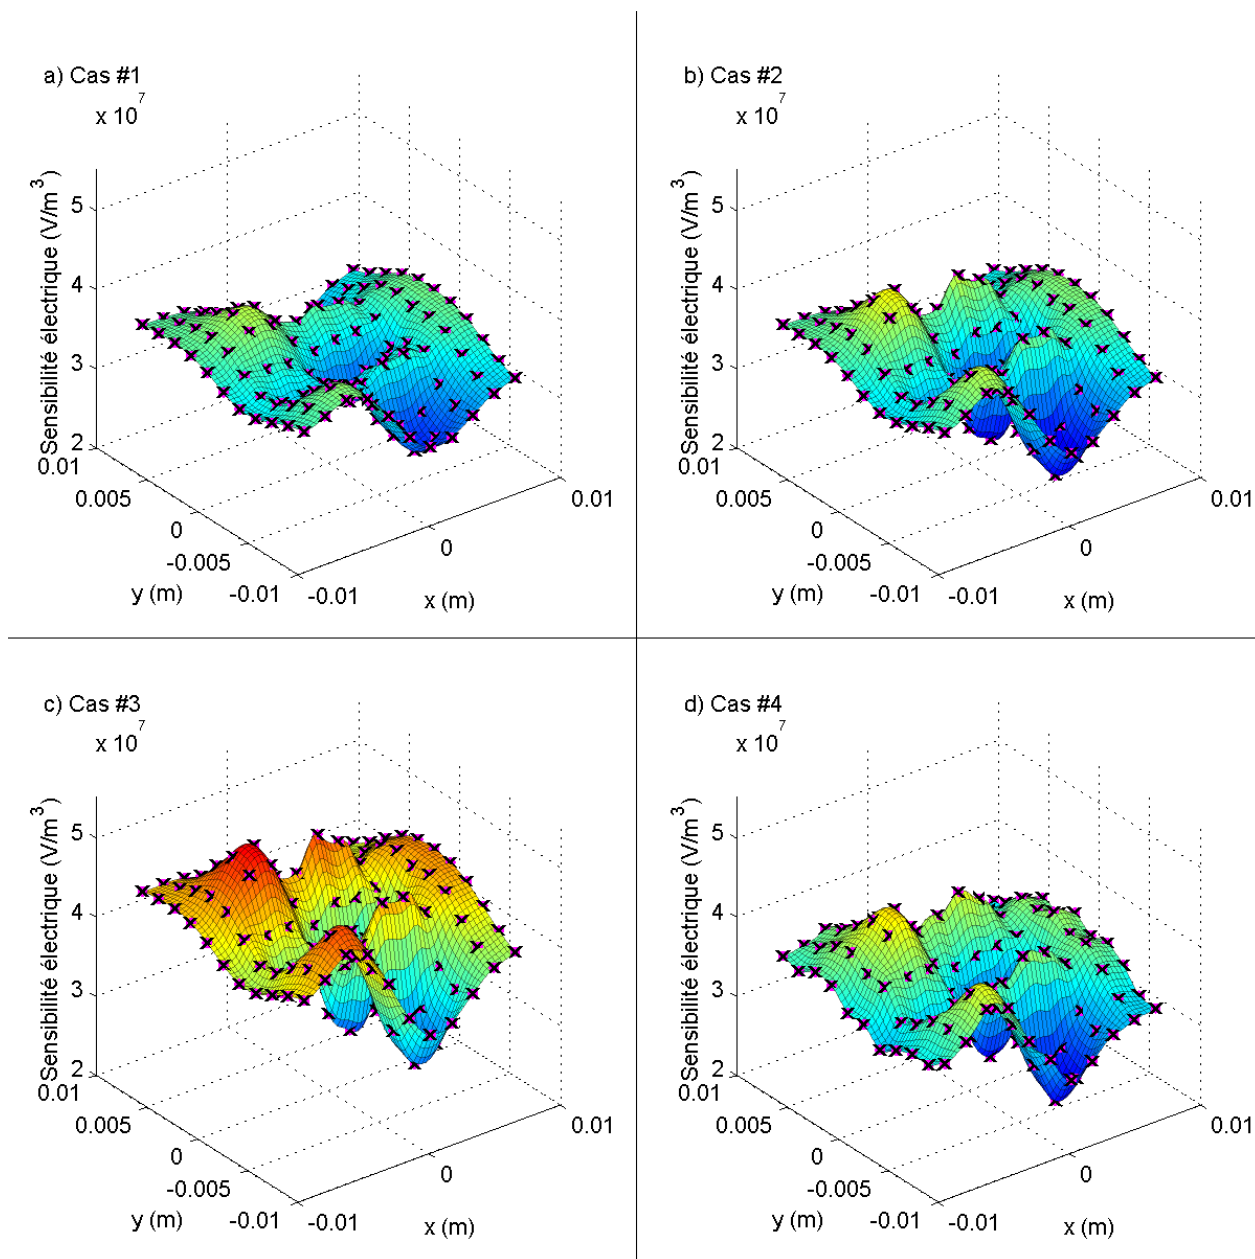 a) Cas #1
x 10^7
Sensibilité électrique (V/m^3)
5
4
3
2
0.01
0.005
0
-0.005
-0.01
y (m)
-0.01
0
0.01
x (m)
b) Cas #2
x 10^7
Sensibilité électrique (V/m^3)
5
4
3
2
0.01
0.005
0
-0.005
-0.01
y (m)
-0.01
0
0.01
x (m)
c) Cas #3
x 10^7
Sensibilité électrique (V/m^3)
5
4
3
2
0.01
0.005
0
-0.005
-0.01
y (m)
-0.01
0
0.01
x (m)
d) Cas #4
x 10^7
Sensibilité électrique (V/m^3)
5
4
3
2
0.01
0.005
0
-0.005
-0.01
y (m)
-0.01
0
0.01
x (m)